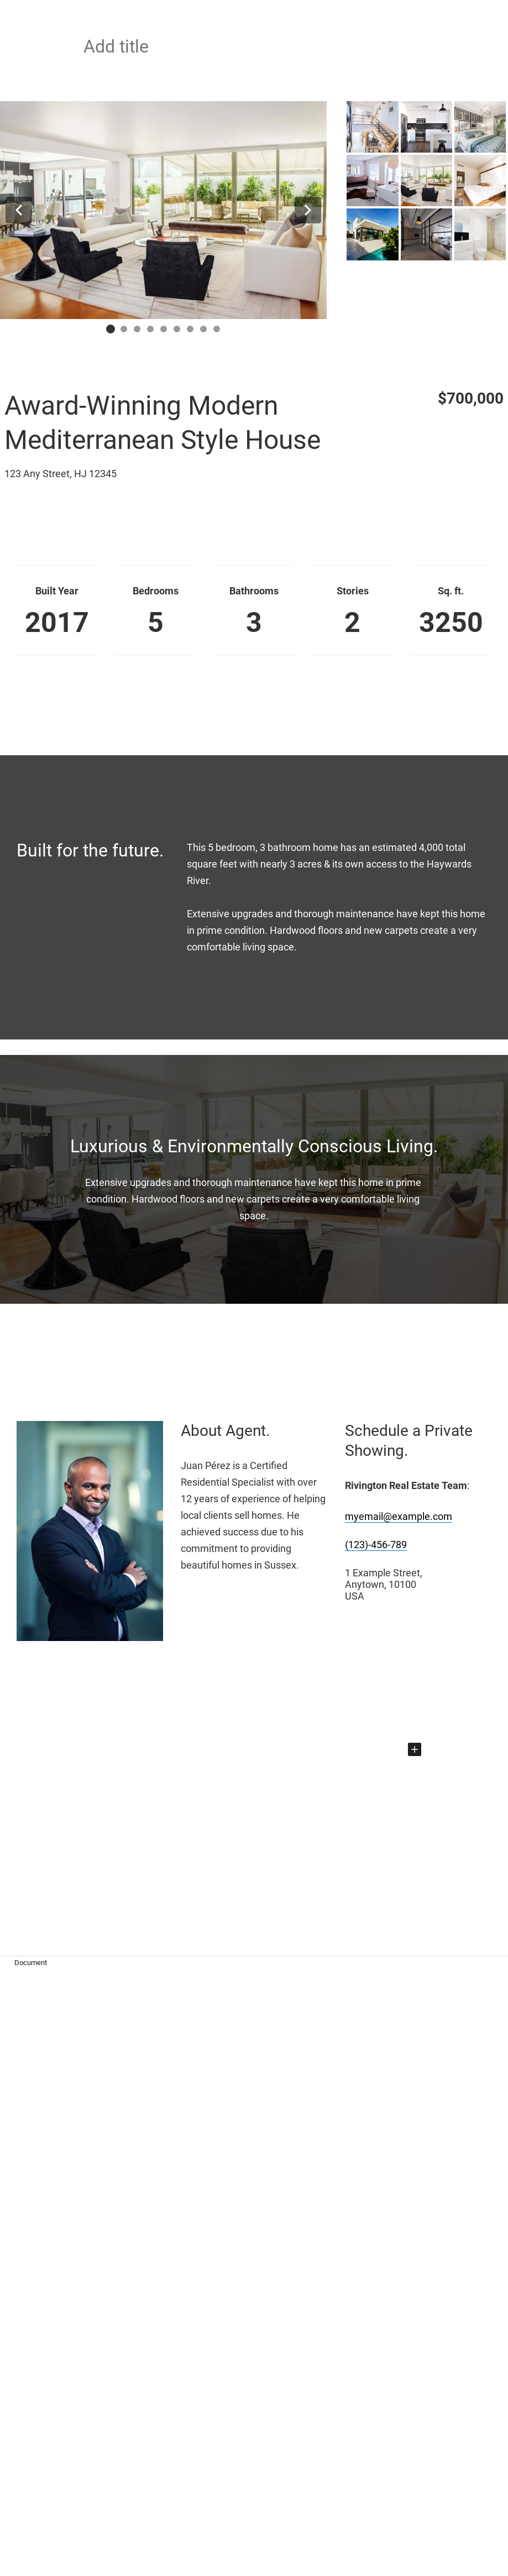 Add title
Award-Winning Modern
Mediterranean Style House
$700,000
123 Any Street, HJ 12345
Built Year
2017
Bedrooms
5
Bathrooms
3
Stories
2
Sq. ft.
3250
Built for the future.
This 5 bedroom, 3 bathroom home has an estimated 4,000 total
square feet with nearly 3 acres & its own access to the Haywards
River.
Extensive upgrades and thorough maintenance have kept this home
in prime condition. Hardwood floors and new carpets create a very
comfortable living space.
Luxurious & Environmentally Conscious Living.
Extensive upgrades and thorough maintenance have kept this home in prime
condition. Hardwood floors and new carpets create a very comfortable living
space.
About Agent.
Juan Pérez is a Certified
Residential Specialist with over
12 years of experience of helping
local clients sell homes. He
achieved success due to his
commitment to providing
beautiful homes in Sussex.
Schedule a Private
Showing.
Rivington Real Estate Team:
myemail@example.com
(123)-456-789
1 Example Street,
Anytown, 10100
USA
Document